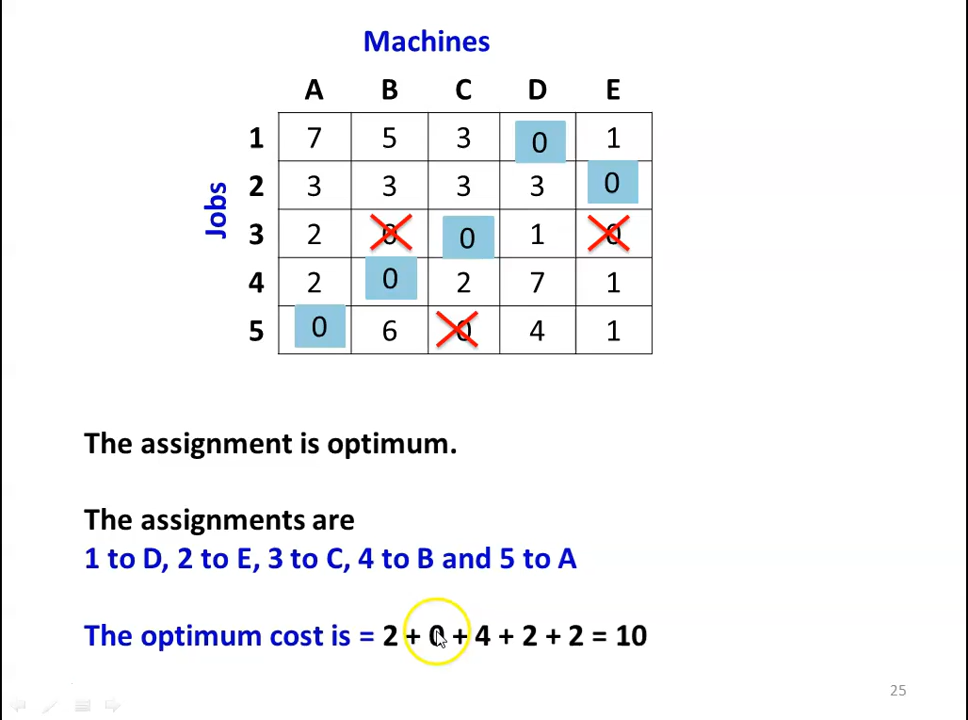 Machines
A B C D E
Jobs
1 7 5 3 0 1
2 3 3 3 3 0
3 2 0 0 1 0
4 2 0 2 7 1
5 0 6 0 4 1
The assignment is optimum.
The assignments are
1 to D, 2 to E, 3 to C, 4 to B and 5 to A
The optimum cost is = 2 + 0 + 4 + 2 + 2 = 10
25